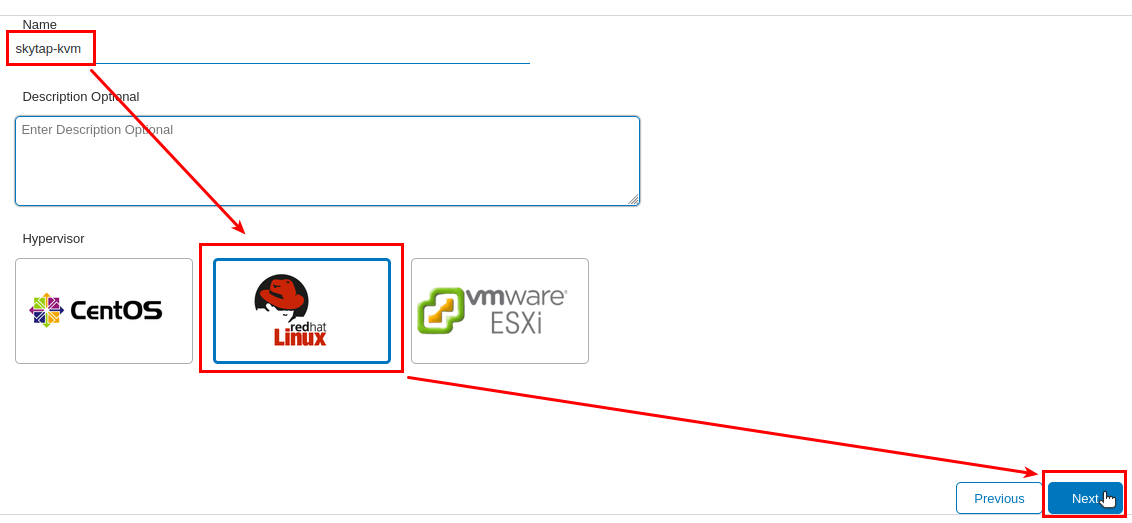 Name
skytap-kvm
Description Optional
Enter Description Optional
Hypervisor
CentOS
redhat
Linux
vmware®
ESXi
Previous
Next